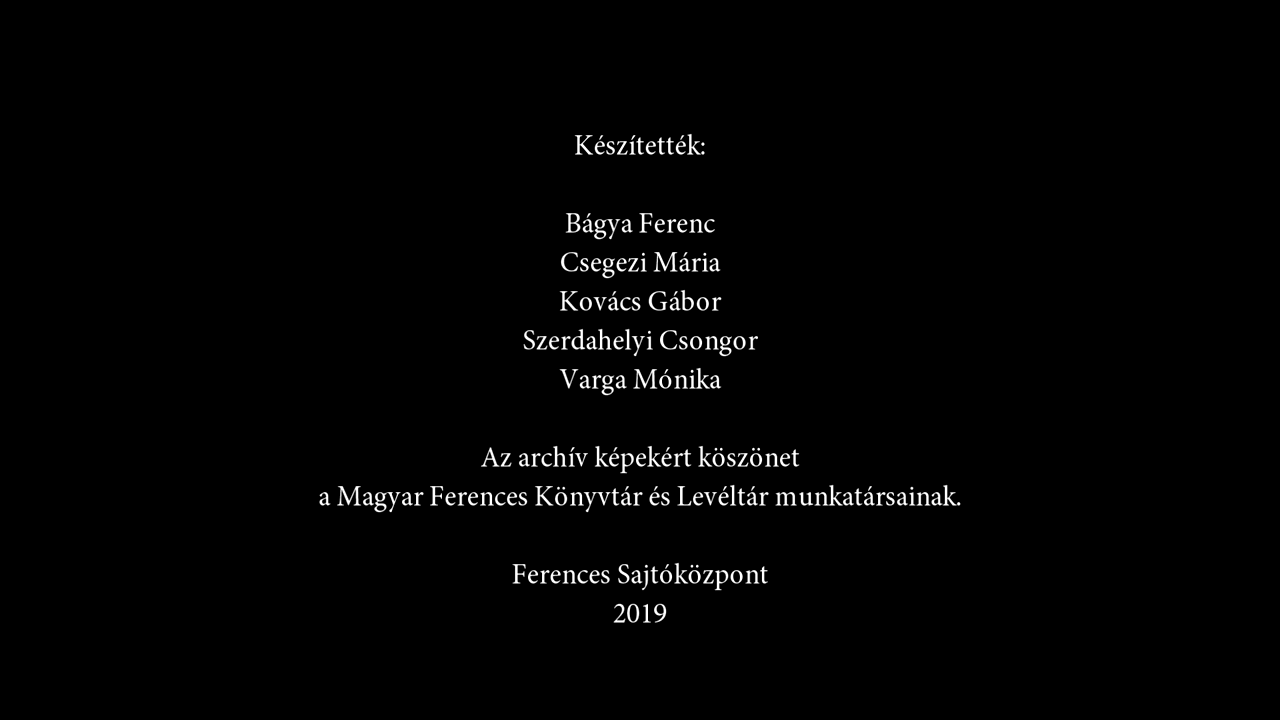 Készítették:
Bágya Ferenc
Csegezi Mária
Kovács Gábor
Szerdahelyi Csongor
Varga Mónika
Az archív képekért köszönet
a Magyar Ferences Könyvtár és Levéltár munkatársainak.
Ferences Sajtóközpont
2019